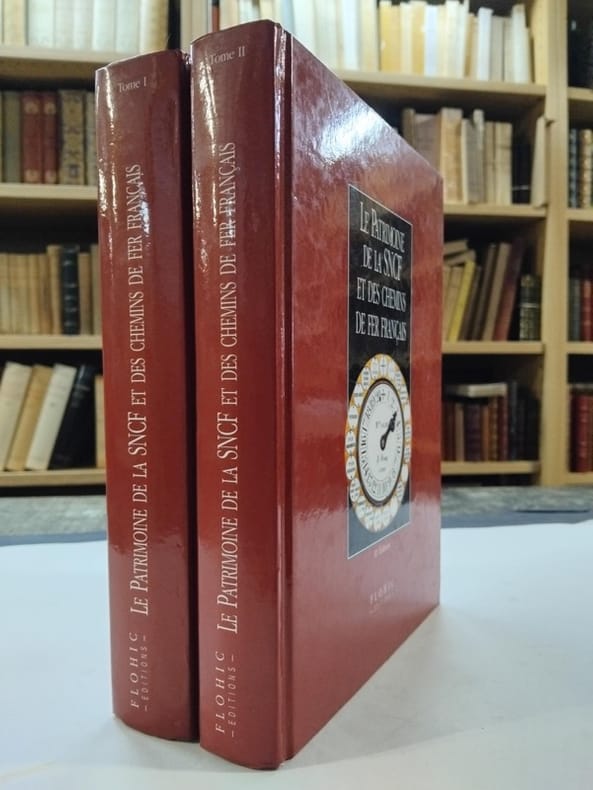 Tome I
LE PATRIMOINE DE LA SNCF ET DES CHEMINS DE FER FRANÇAIS
FLOHIC
—EDITIONS—
Tome II
LE PATRIMOINE DE LA SNCF ET DES CHEMINS DE FER FRANÇAIS
FLOHIC
—EDITIONS—
LE PATRIMOINE
DE LA SNCF
ET DES CHEMINS
DE FER FRANÇAIS
FLOHIC